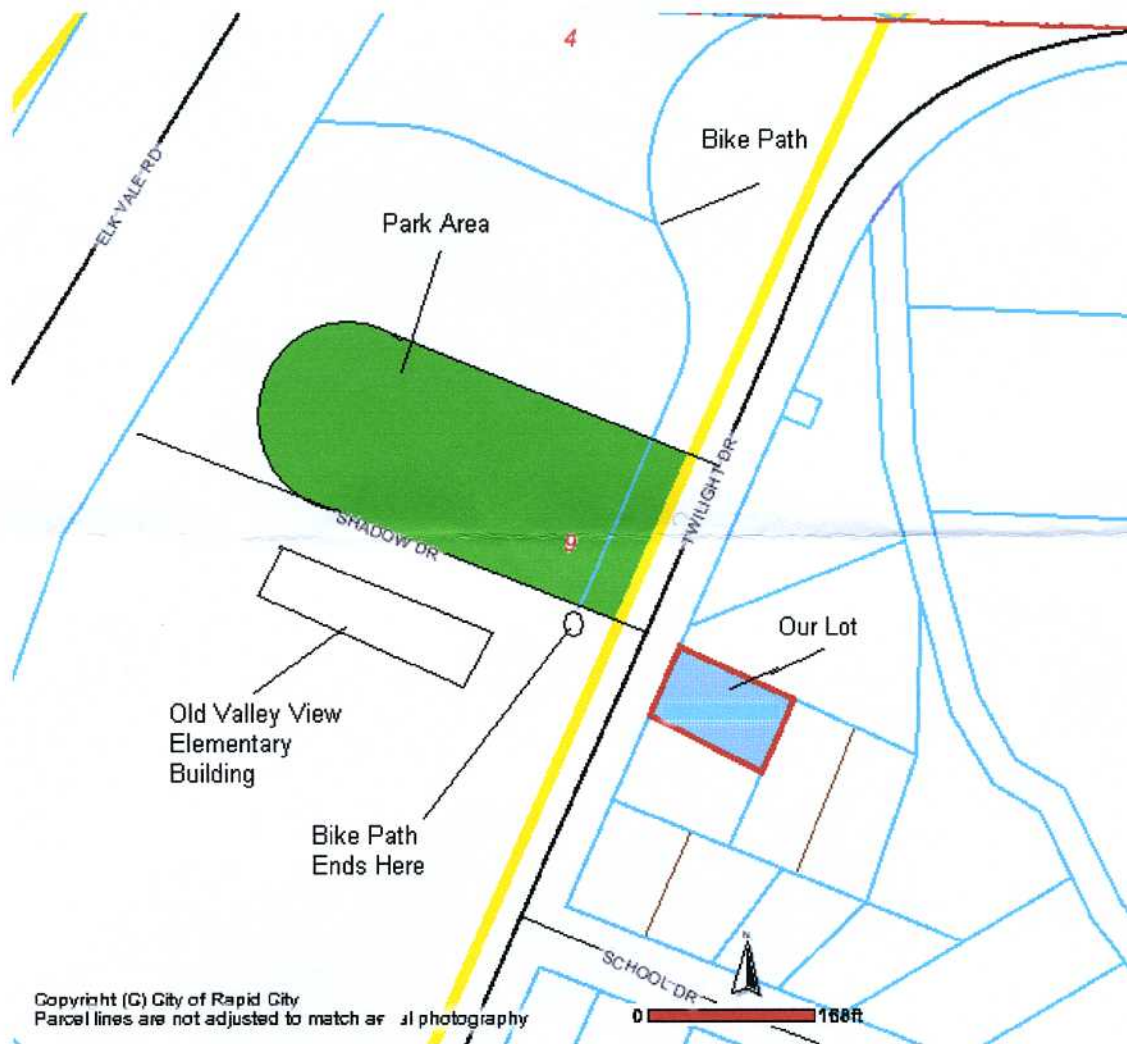 4
Bike Path
ELK VALE RD
Park Area
TWILIGHT DR
SHADOW DR
9
Our Lot
Old Valley View
Elementary
Building
Bike Path
Ends Here
SCHOOL DR
N
Copyright (C) City of Rapid City
Parcel lines are not adjusted to match photography
0 168ft